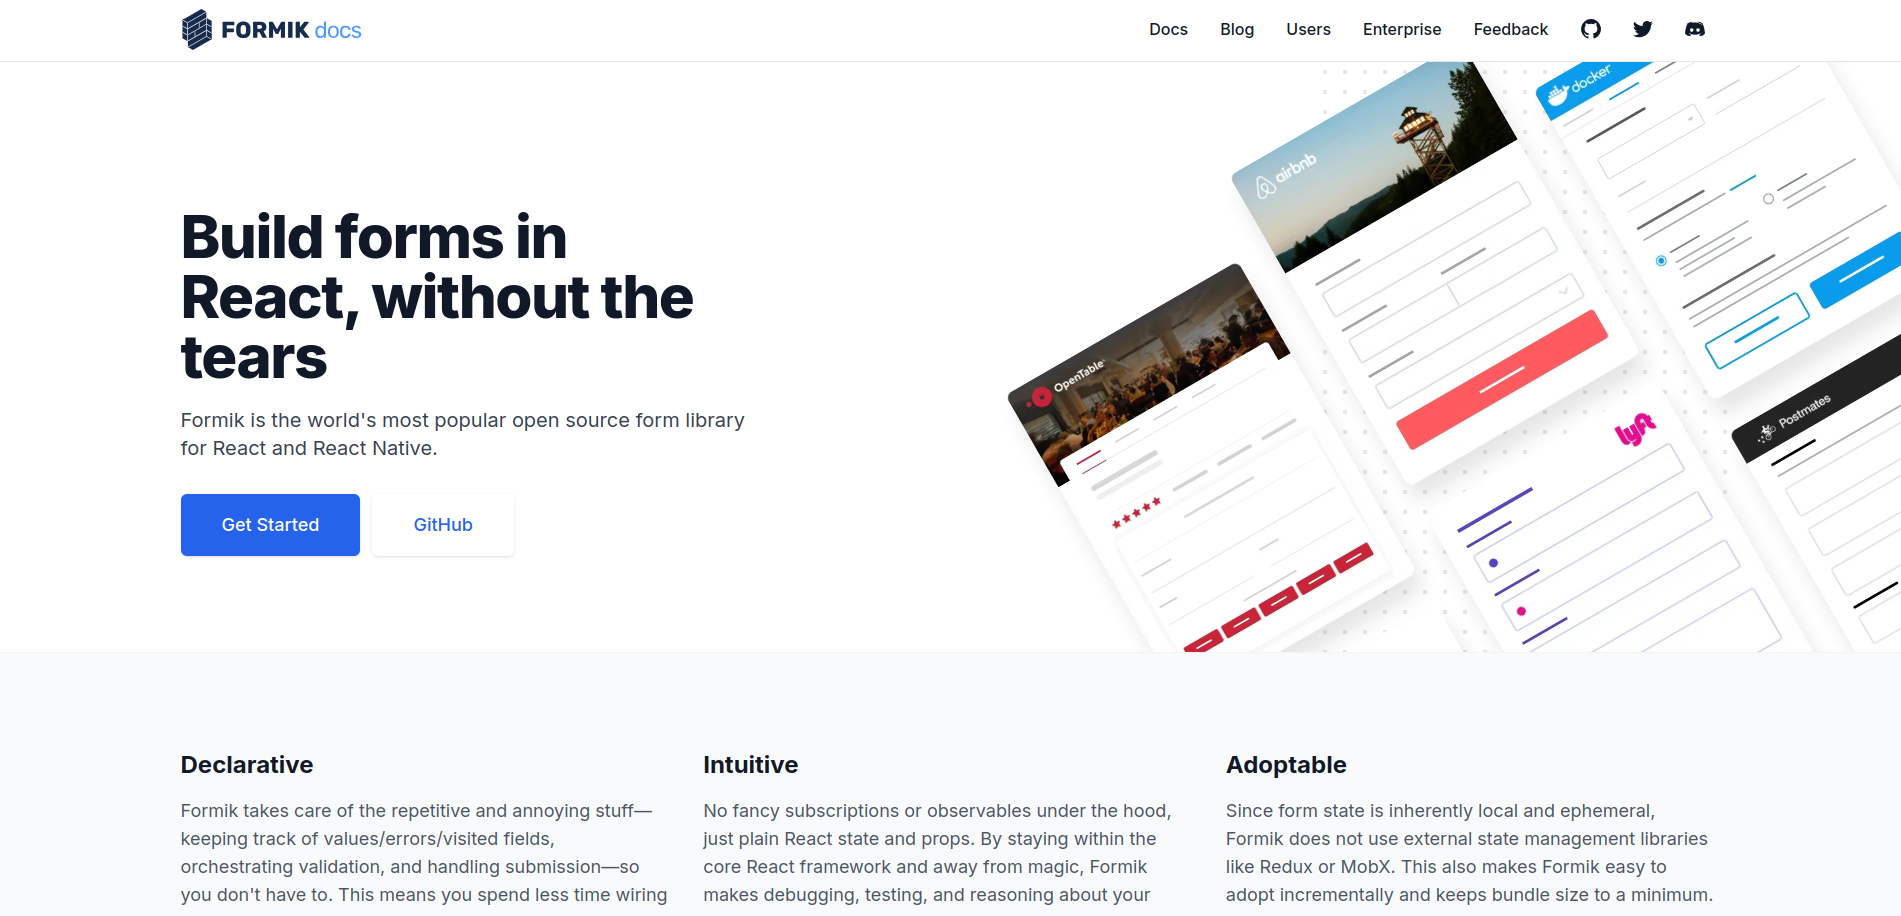 FORMIK docs
Docs Blog Users Enterprise Feedback
Build forms in
React, without the
tears
Formik is the world's most popular open source form library
for React and React Native.
Get Started GitHub
docker
airbnb
OpenTable
lyft
Postmates
Declarative
Formik takes care of the repetitive and annoying stuff—
keeping track of values/errors/visited fields,
orchestrating validation, and handling submission—so
you don't have to. This means you spend less time wiring
Intuitive
No fancy subscriptions or observables under the hood,
just plain React state and props. By staying within the
core React framework and away from magic, Formik
makes debugging, testing, and reasoning about your
Adoptable
Since form state is inherently local and ephemeral,
Formik does not use external state management libraries
like Redux or MobX. This also makes Formik easy to
adopt incrementally and keeps bundle size to a minimum.